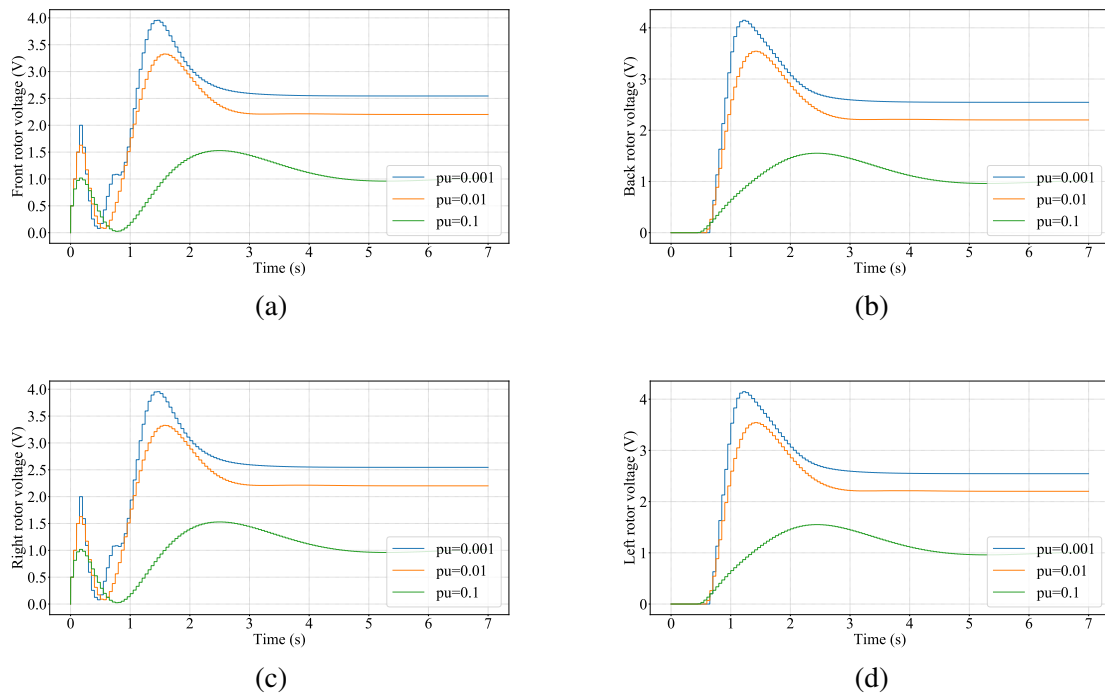 4.0
3.5
3.0
2.5
2.0
1.5
1.0
0.5
0.0
Front rotor voltage (V)
pu=0.001
pu=0.01
pu=0.1
0 1 2 3 4 5 6 7
Time (s)
(a)
4
3
2
1
0
Back rotor voltage (V)
pu=0.001
pu=0.01
pu=0.1
0 1 2 3 4 5 6 7
Time (s)
(b)
4.0
3.5
3.0
2.5
2.0
1.5
1.0
0.5
0.0
Right rotor voltage (V)
pu=0.001
pu=0.01
pu=0.1
0 1 2 3 4 5 6 7
Time (s)
(c)
4
3
2
1
0
Left rotor voltage (V)
pu=0.001
pu=0.01
pu=0.1
0 1 2 3 4 5 6 7
Time (s)
(d)